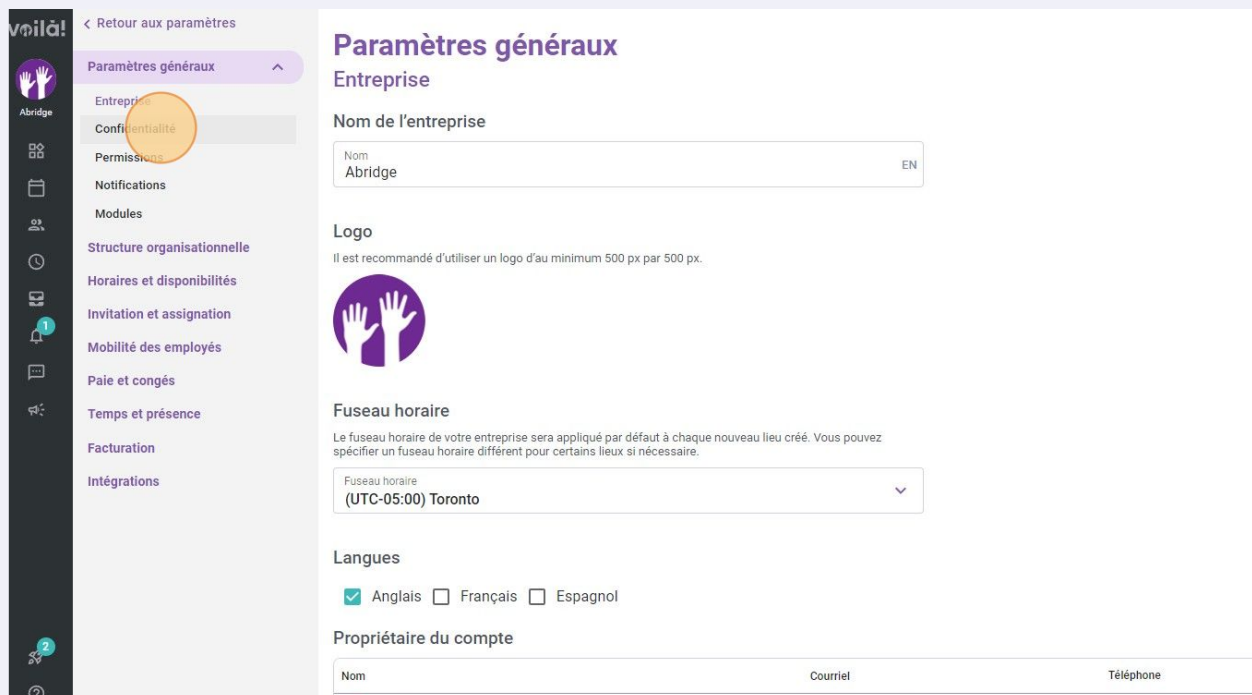 voilà!
Abridge
1
2
Retour aux paramètres
Paramètres généraux
Entreprise
Confidentialité
Permissions
Notifications
Modules
Structure organisationnelle
Horaires et disponibilités
Invitation et assignation
Mobilité des employés
Paie et congés
Temps et présence
Facturation
Intégrations
Paramètres généraux
Entreprise
Nom de l'entreprise
Nom
Abridge EN
Logo
Il est recommandé d'utiliser un logo d'au minimum 500 px par 500 px.
Fuseau horaire
Le fuseau horaire de votre entreprise sera appliqué par défaut à chaque nouveau lieu créé. Vous pouvez
spécifier un fuseau horaire différent pour certains lieux si nécessaire.
Fuseau horaire
(UTC-05:00) Toronto
Langues
Anglais Français Espagnol
Propriétaire du compte
Nom Courriel Téléphone